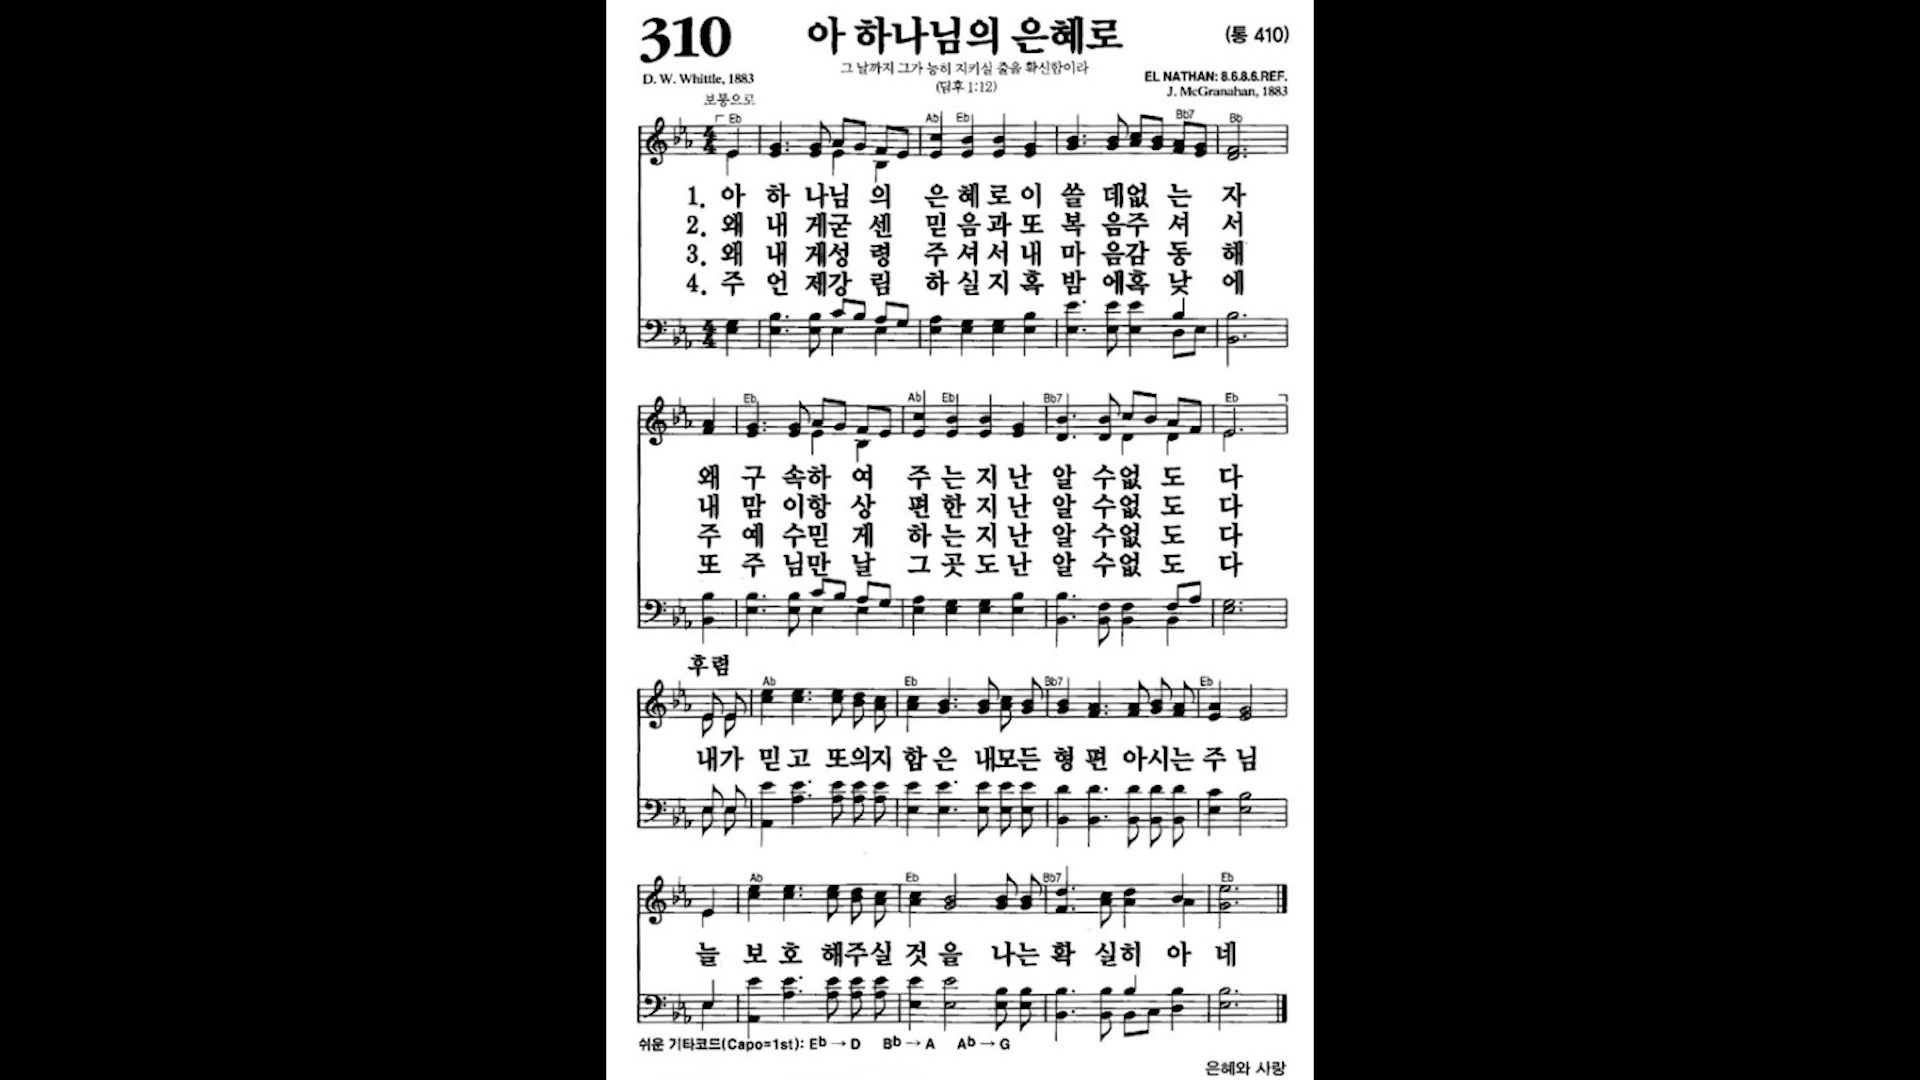 310 아 하나님의 은혜로 (통 410)
그 날까지 그가 능히 지키실 줄을 확신함이라
(딤후 1:12)
D. W. Whittle, 1883
EL NATHAN: 8.6.8.6.REF.
J. McGranahan, 1883
보통으로
Eb Ab Eb Bb7 Bb
1. 아 하 나님 의 은 혜 로 이 쓸 데없 는 자
2. 왜 내 게굳 센 믿 음 과 또 복 음주 셔 서
3. 왜 내 게성 령 주 셔 서 내 마 음감 동 해
4. 주 언 제강 림 하 실 지 혹 밤 에혹 낮 에
Eb Ab Eb Bb7 Eb
왜 구 속하 여 주 는 지 난 알 수없 도 다
내 맘 이항 상 편 한 지 난 알 수없 도 다
주 예 수믿 게 하 는 지 난 알 수없 도 다
또 주 님만 날 그 곳 도 난 알 수없 도 다
후렴
Ab Eb Bb7 Eb
내가 믿 고 또의지 함 은 내모든 형 편 아시는 주 님
Ab Eb Bb7 Eb
늘 보 호 해주실 것 을 나는 확 실히 아 네
쉬운 기타코드(Capo=1st): Eb → D Bb → A Ab → G
은혜와 사랑